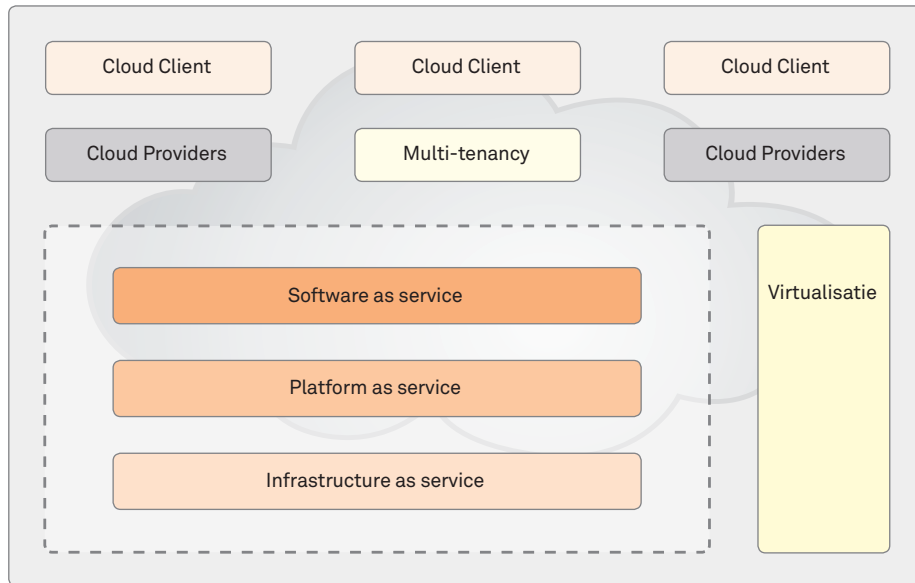 Cloud Client
Cloud Client
Cloud Client
Cloud Providers
Multi-tenancy
Cloud Providers
Software as service
Virtualisatie
Platform as service
Infrastructure as service